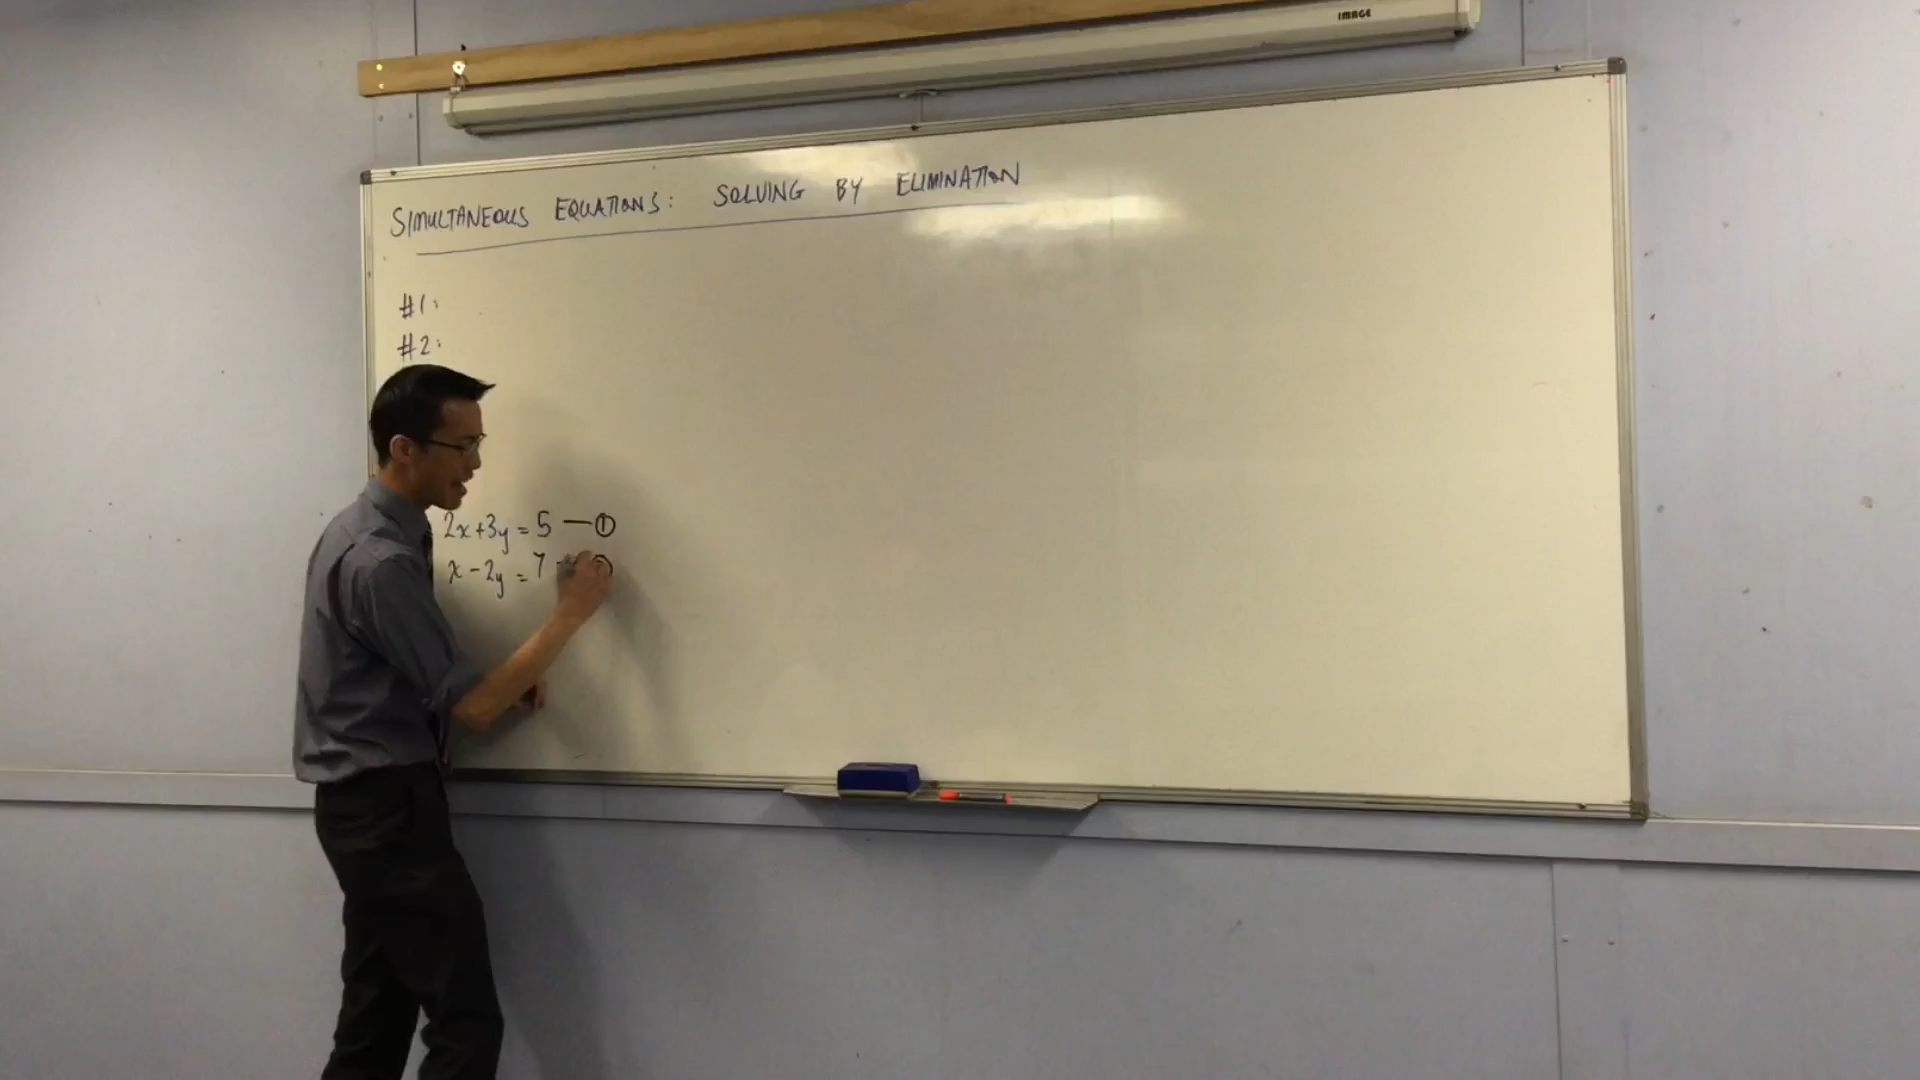 IMAGE
SIMULTANEOUS EQUATIONS: SOLVING BY ELIMINATION
#1:
#2:
2x+3y=5 —①
x-2y=7